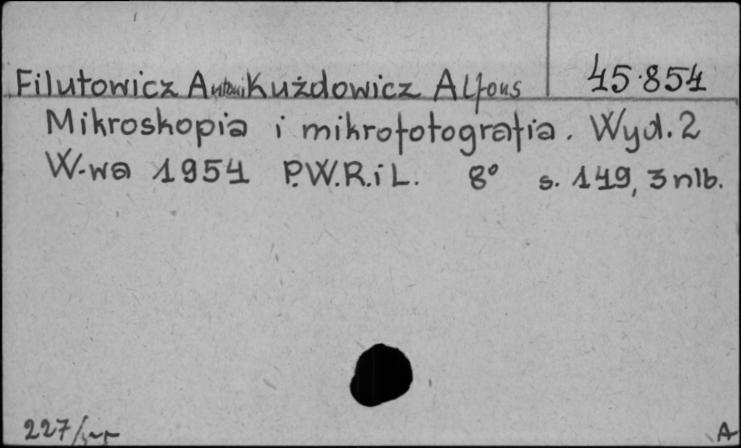 Filutowicz Antoni Kużdowicz Alfons 45.854
Mikroskopia i mikrofotografia. Wyd. 2
W-wa 1954 P.W.R.i L. 8° s. 149, 3 nlb.
227/
A